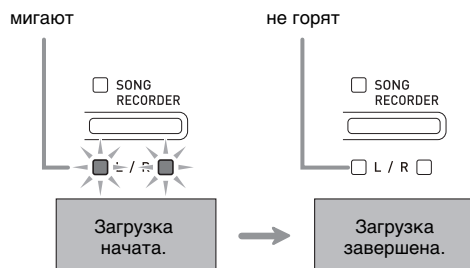 мигают
не горят
SONG
RECORDER
SONG
RECORDER
L / R
L / R
Загрузка
начата.
Загрузка
завершена.